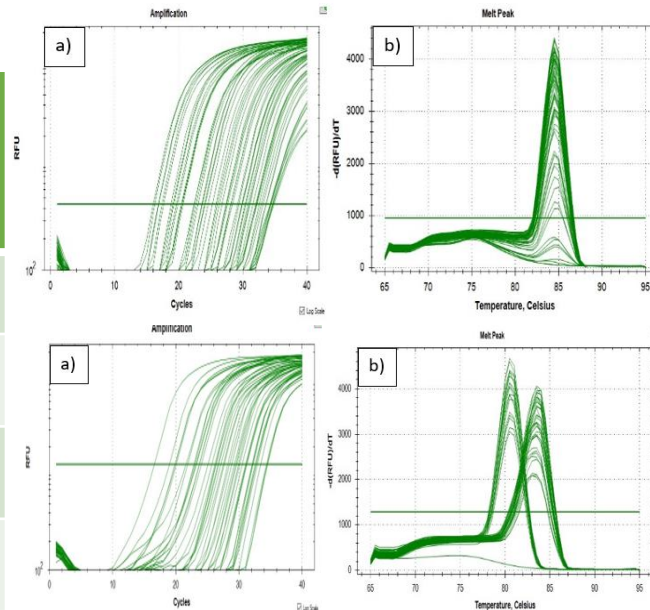 Amplification
a)
RFU
10²
0 10 20 30 40
Cycles
Log Scale
Melt Peak
b)
-d(RFU)/dT
4000
3000
2000
1000
0
65 70 75 80 85 90 95
Temperature, Celsius
Amplification
a)
RFU
10²
0 10 20 30 40
Cycles
Log Scale
Melt Peak
b)
-d(RFU)/dT
4000
3000
2000
1000
0
65 70 75 80 85 90 95
Temperature, Celsius